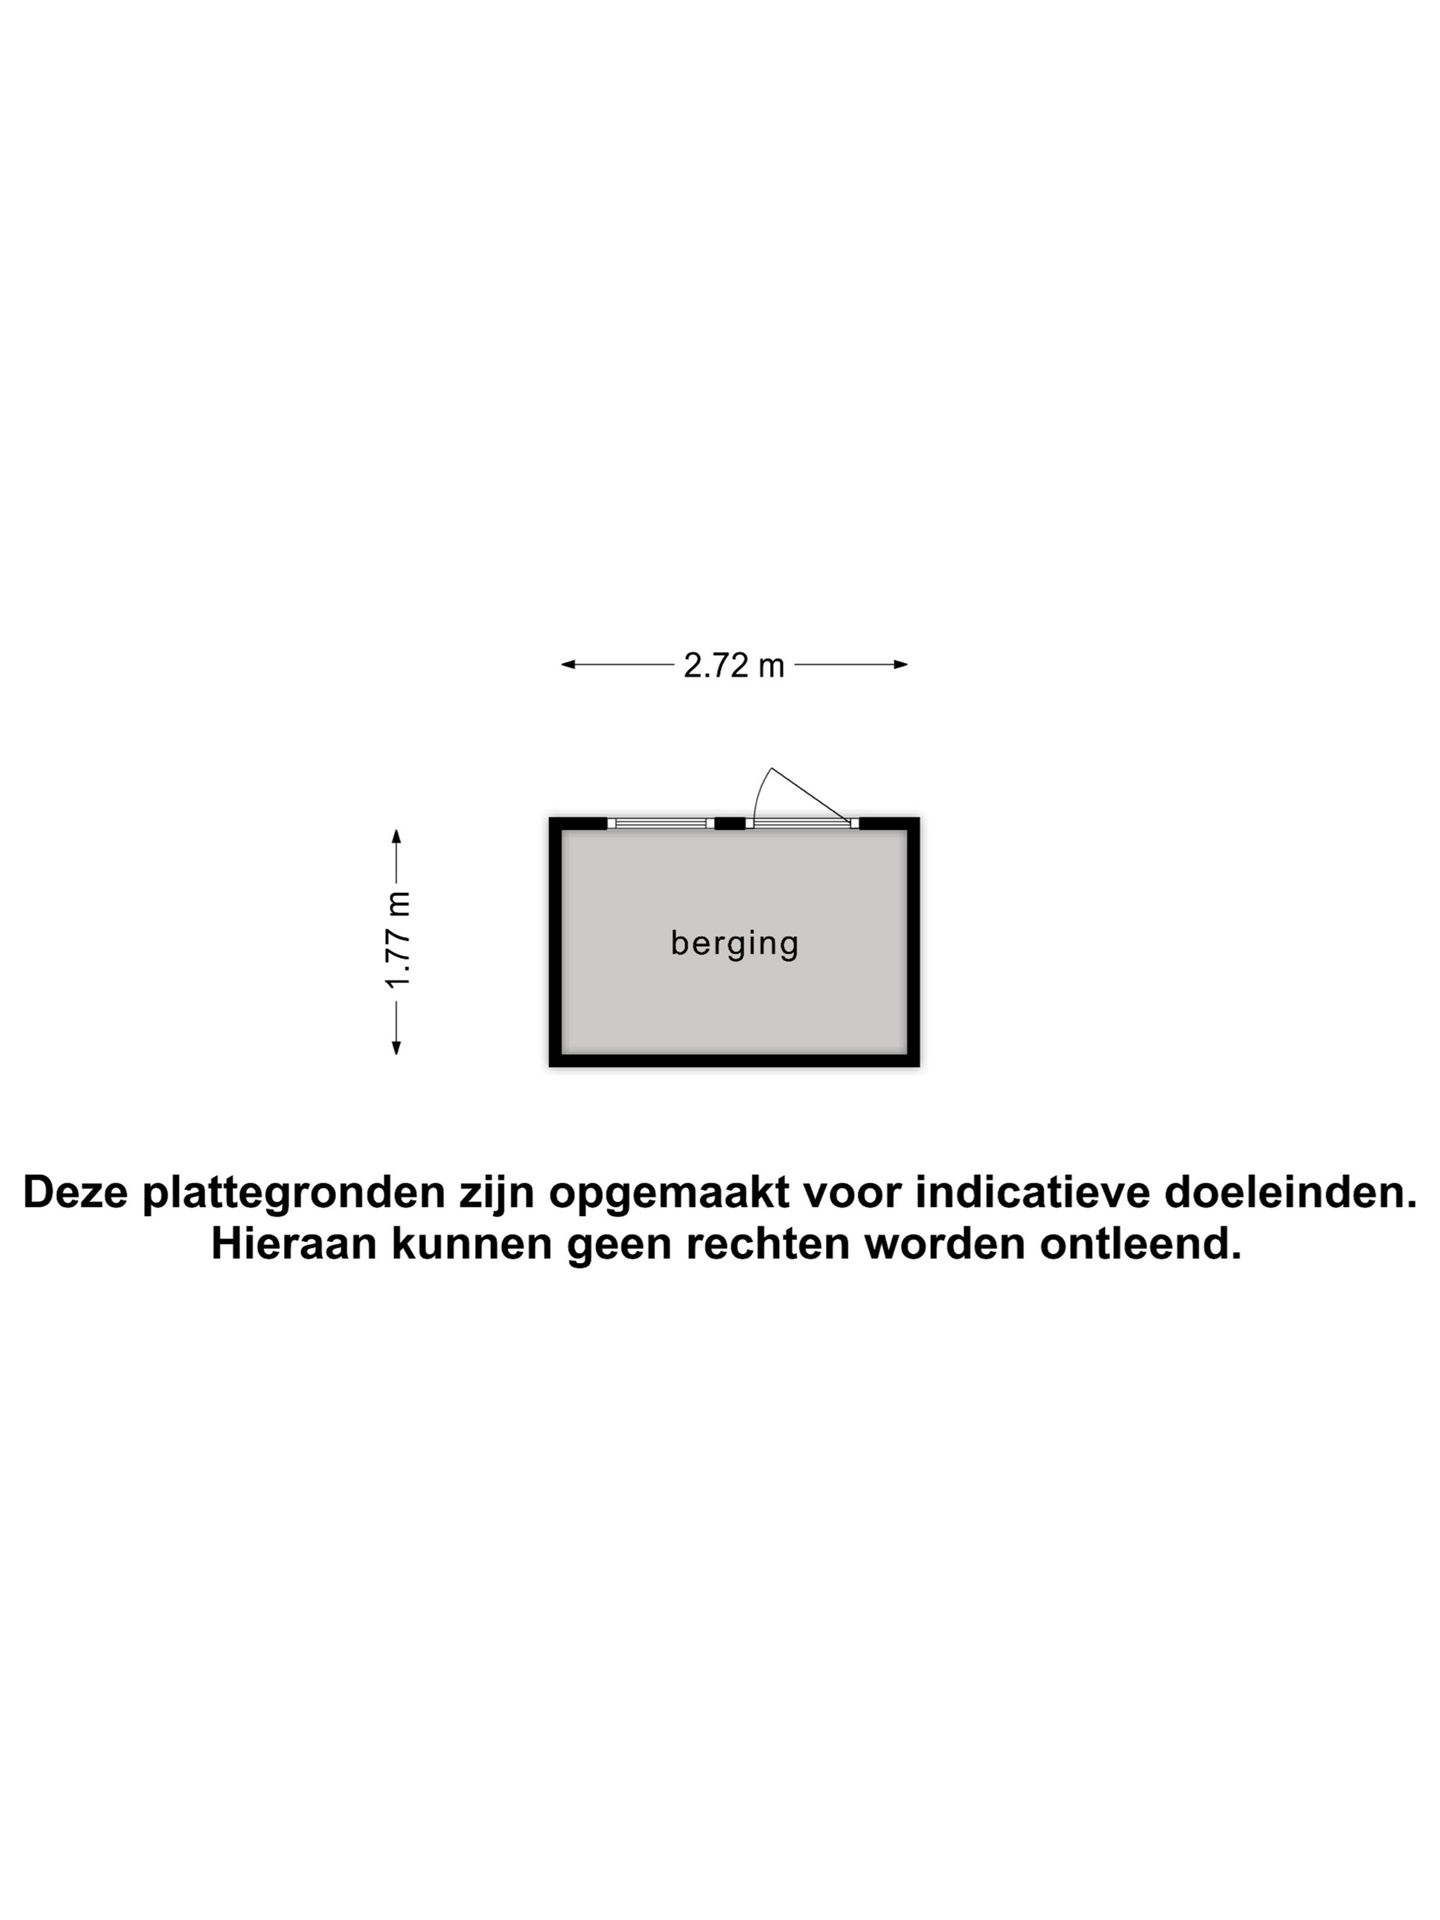 2.72 m
1.77 m
berging
Deze plattegronden zijn opgemaakt voor indicatieve doeleinden.
Hieraan kunnen geen rechten worden ontleend.